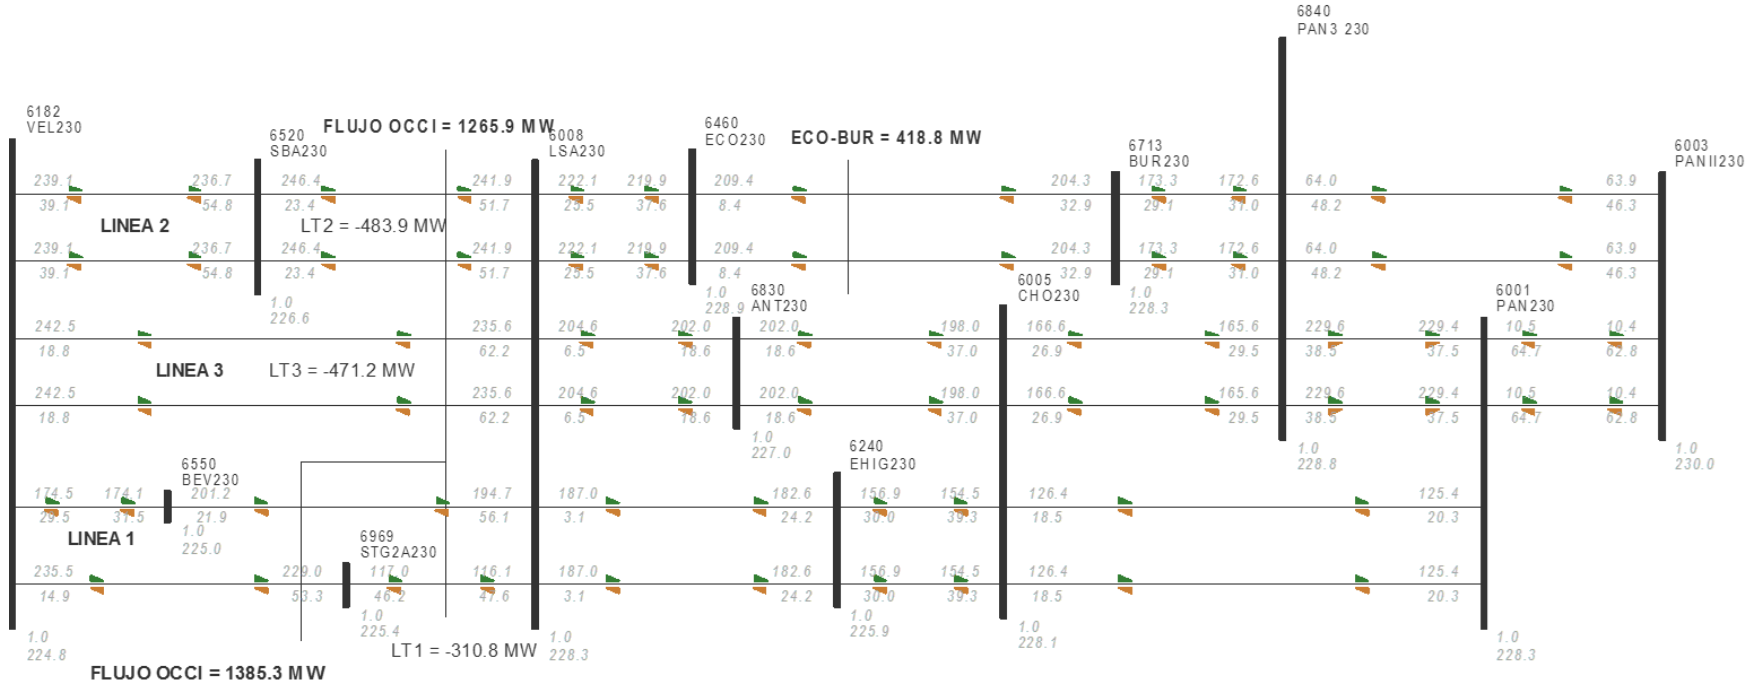 6840
PAN3 230
6182
VEL230
6520
SBA230
FLUJO OCCI = 1265.9 MW
6008
LSA230
6460
ECO230
ECO-BUR = 418.8 MW
6713
BUR230
6003
PANII230
239.1 236.7 246.4 241.9 222.1 219.9 209.4 204.3 173.3 172.6 64.0 63.9
39.1 54.8 23.4 51.7 25.5 37.6 8.4 32.9 29.1 31.0 48.2 46.3
LINEA 2
LT2 = -483.9 MW
239.1 236.7 246.4 241.9 222.1 219.9 209.4 204.3 173.3 172.6 64.0 63.9
39.1 54.8 23.4 51.7 25.5 37.6 8.4 32.9 29.1 31.0 48.2 46.3
1.0
226.6
1.0
228.9
6830
ANT230
6005
CHO230
1.0
228.3
6001
PAN230
242.5 235.6 204.6 202.0 202.0 198.0 166.6 165.6 229.6 229.4 10.5 10.4
18.8 62.2 6.5 18.6 18.6 37.0 26.9 29.5 38.5 37.5 64.7 62.8
LINEA 3
LT3 = -471.2 MW
242.5 235.6 204.6 202.0 202.0 198.0 166.6 165.6 229.6 229.4 10.5 10.4
18.8 62.2 6.5 18.6 18.6 37.0 26.9 29.5 38.5 37.5 64.7 62.8
1.0
227.0
6240
EHIG230
1.0
228.8
1.0
230.0
6550
BEV230
174.5 174.1 201.2 194.7 187.0 182.6 156.9 154.5 126.4 125.4
29.5 31.5 21.9 56.1 3.1 24.2 30.0 39.3 18.5 20.3
LINEA 1
1.0
225.0
6969
STG2A230
235.5 229.0 117.0 116.1 187.0 182.6 156.9 154.5 126.4 125.4
14.9 53.3 46.2 47.6 3.1 24.2 30.0 39.3 18.5 20.3
1.0
225.4
1.0
225.9
1.0
228.1
1.0
224.8
LT1 = -310.8 MW
1.0
228.3
1.0
228.3
FLUJO OCCI = 1385.3 MW